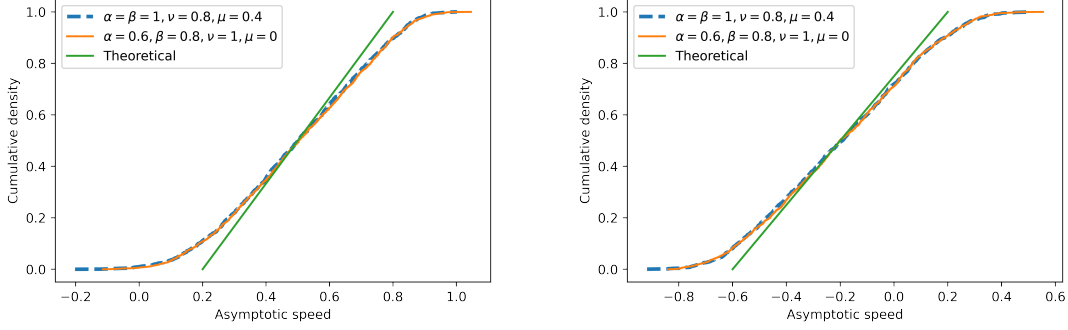 α = β = 1, ν = 0.8, μ = 0.4
α = 0.6, β = 0.8, ν = 1, μ = 0
Theoretical
Cumulative density
1.0
0.8
0.6
0.4
0.2
0.0
−0.2 0.0 0.2 0.4 0.6 0.8 1.0
Asymptotic speed
α = β = 1, ν = 0.8, μ = 0.4
α = 0.6, β = 0.8, ν = 1, μ = 0
Theoretical
Cumulative density
1.0
0.8
0.6
0.4
0.2
0.0
−0.8 −0.6 −0.4 −0.2 0.0 0.2 0.4 0.6
Asymptotic speed